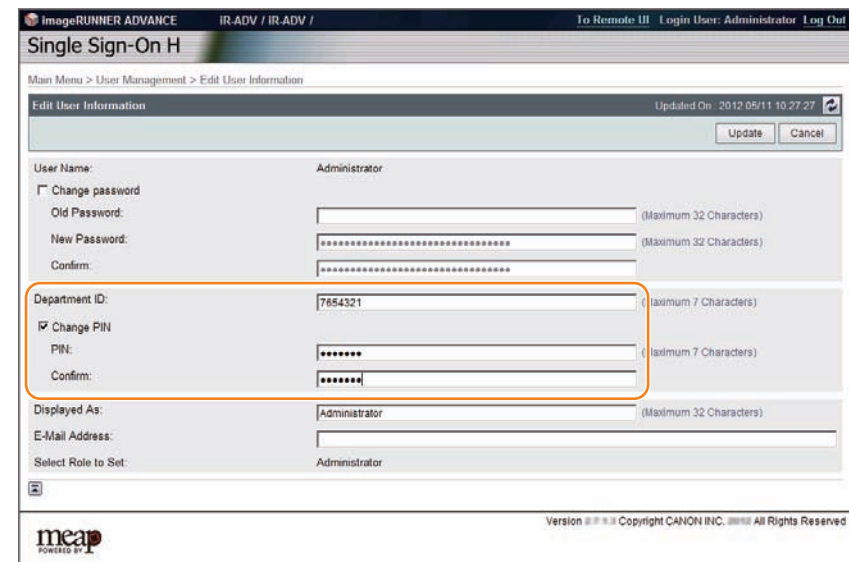 imageRUNNER ADVANCE IR-ADV / IR-ADV / To Remote UI Login User: Administrator Log Out
Single Sign-On H
Main Menu > User Management > Edit User Information
Edit User Information Updated On : 2012 05/11 10:27:27
Update Cancel
User Name: Administrator
Change password
Old Password: (Maximum 32 Characters)
New Password: ●●●●●●●●●●●●●●●●●●●●●●●●●●●●●●●● (Maximum 32 Characters)
Confirm: ●●●●●●●●●●●●●●●●●●●●●●●●●●●●●●●●
Department ID: 7654321 (Maximum 7 Characters)
Change PIN
PIN: ●●●●●●● (Maximum 7 Characters)
Confirm: ●●●●●●●
Displayed As: Administrator (Maximum 32 Characters)
E-Mail Address:
Select Role to Set: Administrator
Version Copyright CANON INC. All Rights Reserved
meap
POWERED BY